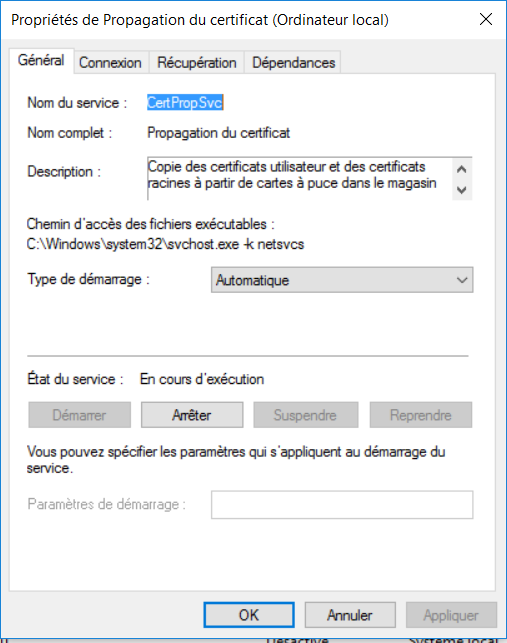 Propriétés de Propagation du certificat (Ordinateur local)
Général Connexion Récupération Dépendances
Nom du service : CertPropSvc
Nom complet : Propagation du certificat
Description : Copie des certificats utilisateur et des certificats
racines à partir de cartes à puce dans le magasin
Chemin d'accès des fichiers exécutables :
C:\Windows\system32\svchost.exe -k netsvcs
Type de démarrage : Automatique
État du service : En cours d'exécution
Démarrer Arrêter Suspendre Reprendre
Vous pouvez spécifier les paramètres qui s'appliquent au démarrage du
service.
Paramètres de démarrage :
OK Annuler Appliquer